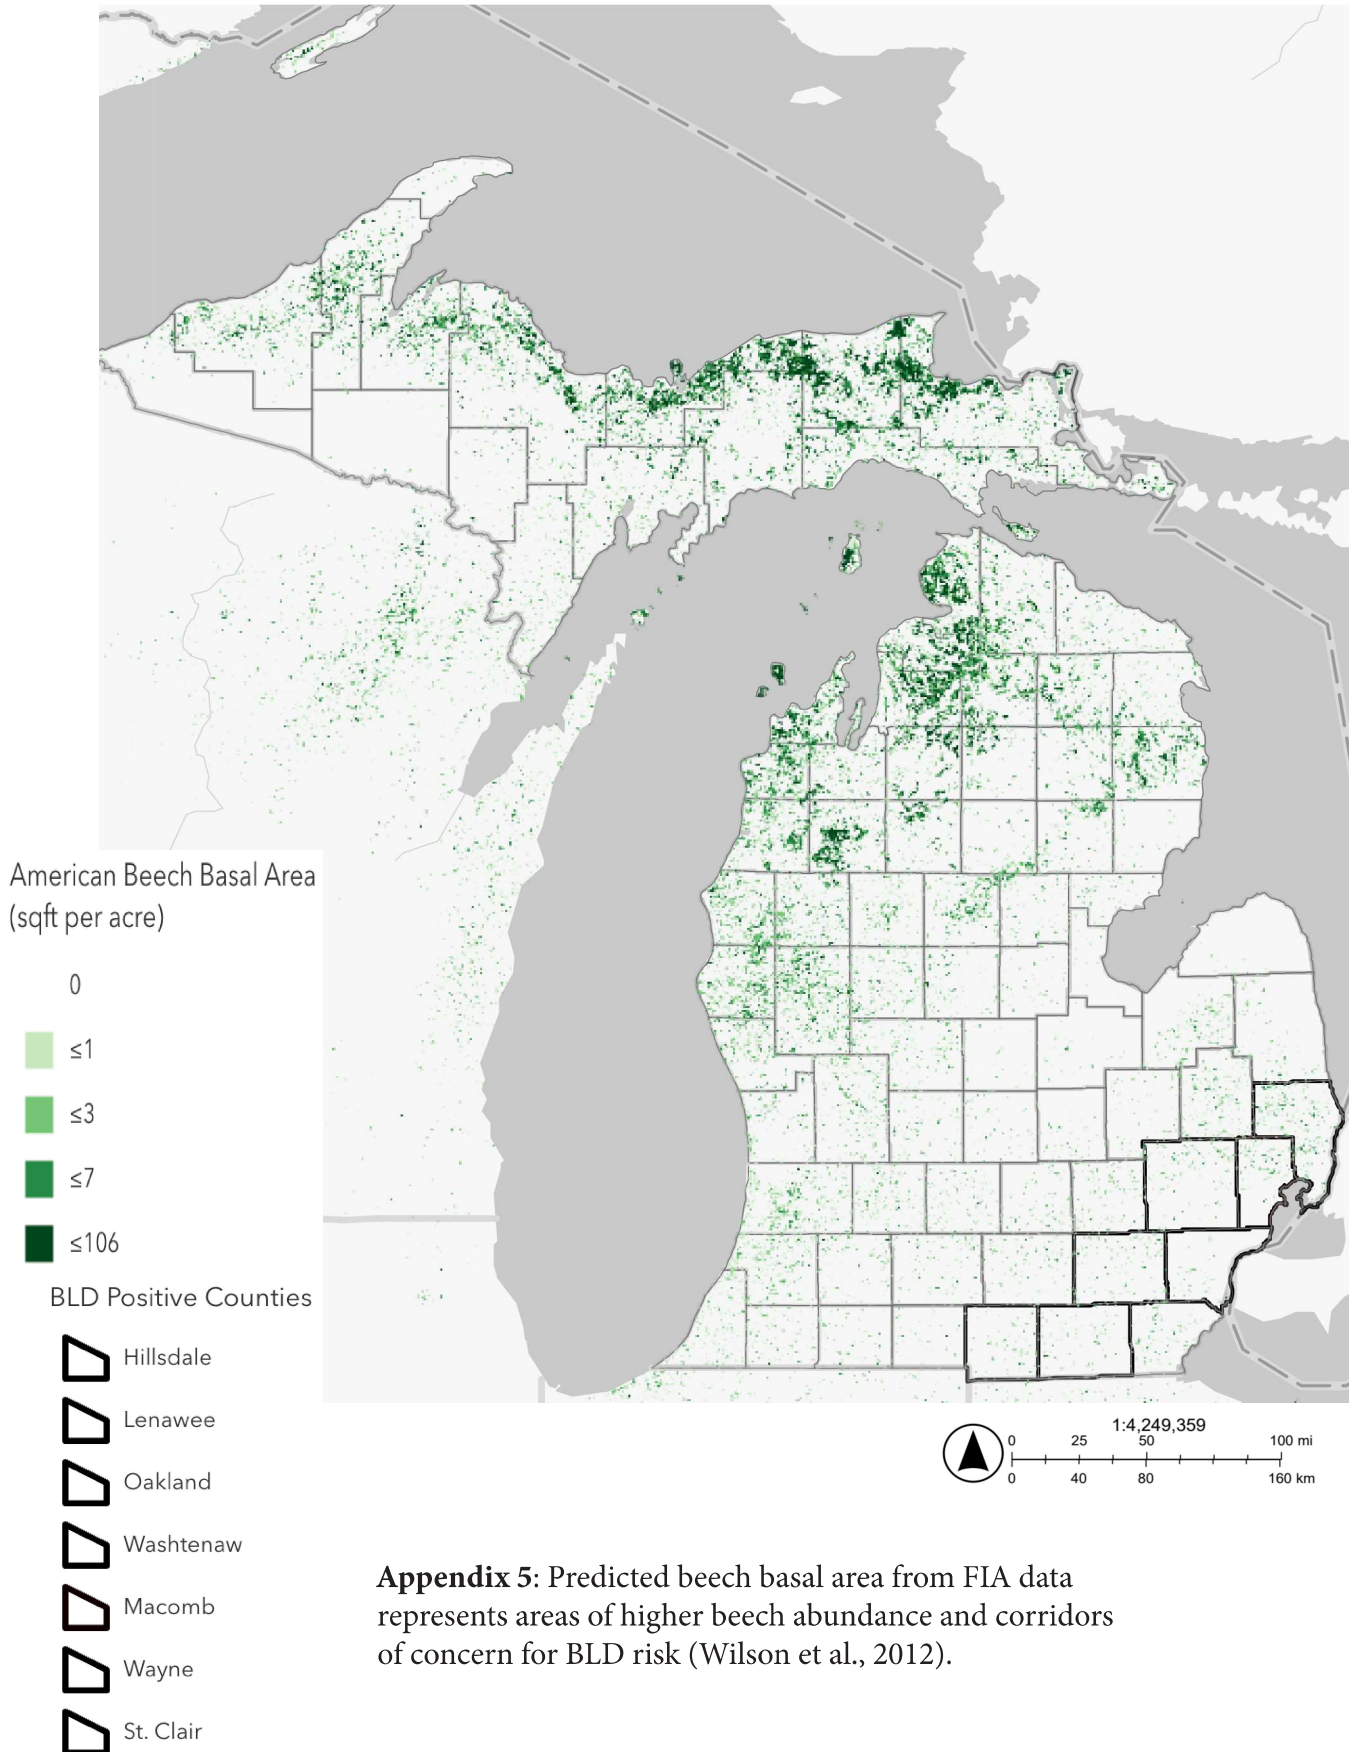 American Beech Basal Area
(sqft per acre)
0
≤1
≤3
≤7
≤106
BLD Positive Counties
Hillsdale
Lenawee
Oakland
Washtenaw
Macomb
Wayne
St. Clair
1:4,249,359
0 25 50 100 mi
0 40 80 160 km
Appendix 5: Predicted beech basal area from FIA data
represents areas of higher beech abundance and corridors
of concern for BLD risk (Wilson et al., 2012).